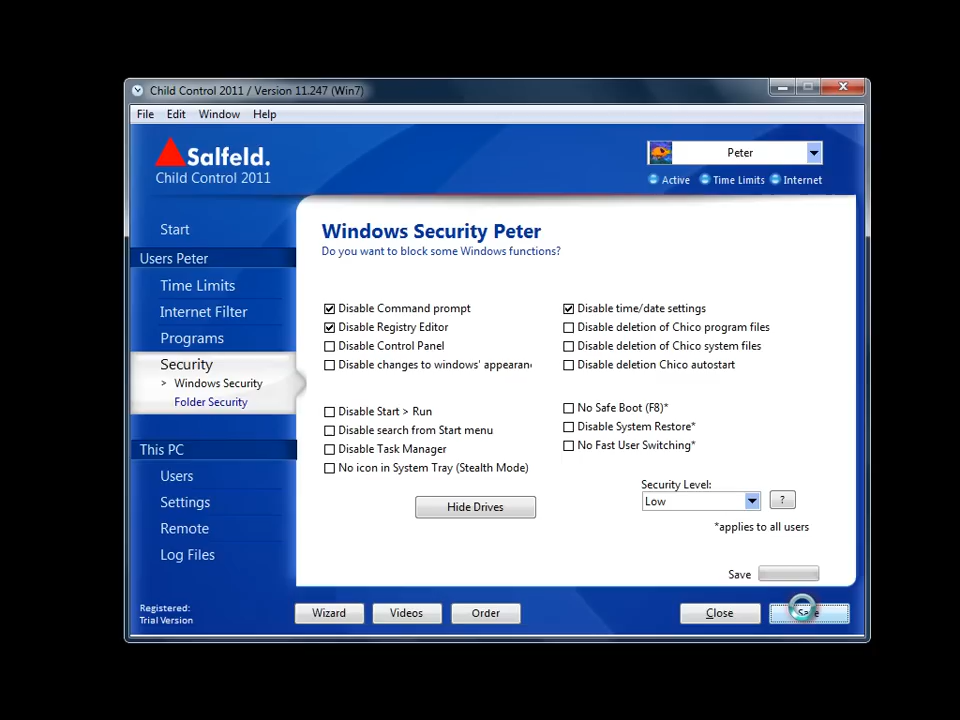 Child Control 2011 / Version 11.247 (Win7)
File Edit Window Help
Salfeld.
Child Control 2011
Peter
Active Time Limits Internet
Start
Users Peter
Time Limits
Internet Filter
Programs
Security
> Windows Security
Folder Security
This PC
Users
Settings
Remote
Log Files
Registered:
Trial Version
Windows Security Peter
Do you want to block some Windows functions?
Disable Command prompt
Disable Registry Editor
Disable Control Panel
Disable changes to windows'
Disable Start > Run
Disable search from Start menu
Disable Task Manager
No icon in System Tray (Stealth Mode)
Hide Drives
Disable time/date settings
Disable deletion of Chico program files
Disable deletion of Chico system files
Disable deletion Chico autostart
No Safe Boot (F8)*
Disable System Restore*
No Fast User Switching*
Security Level:
Low ?
*applies to all users
Save
Wizard Videos Order Close